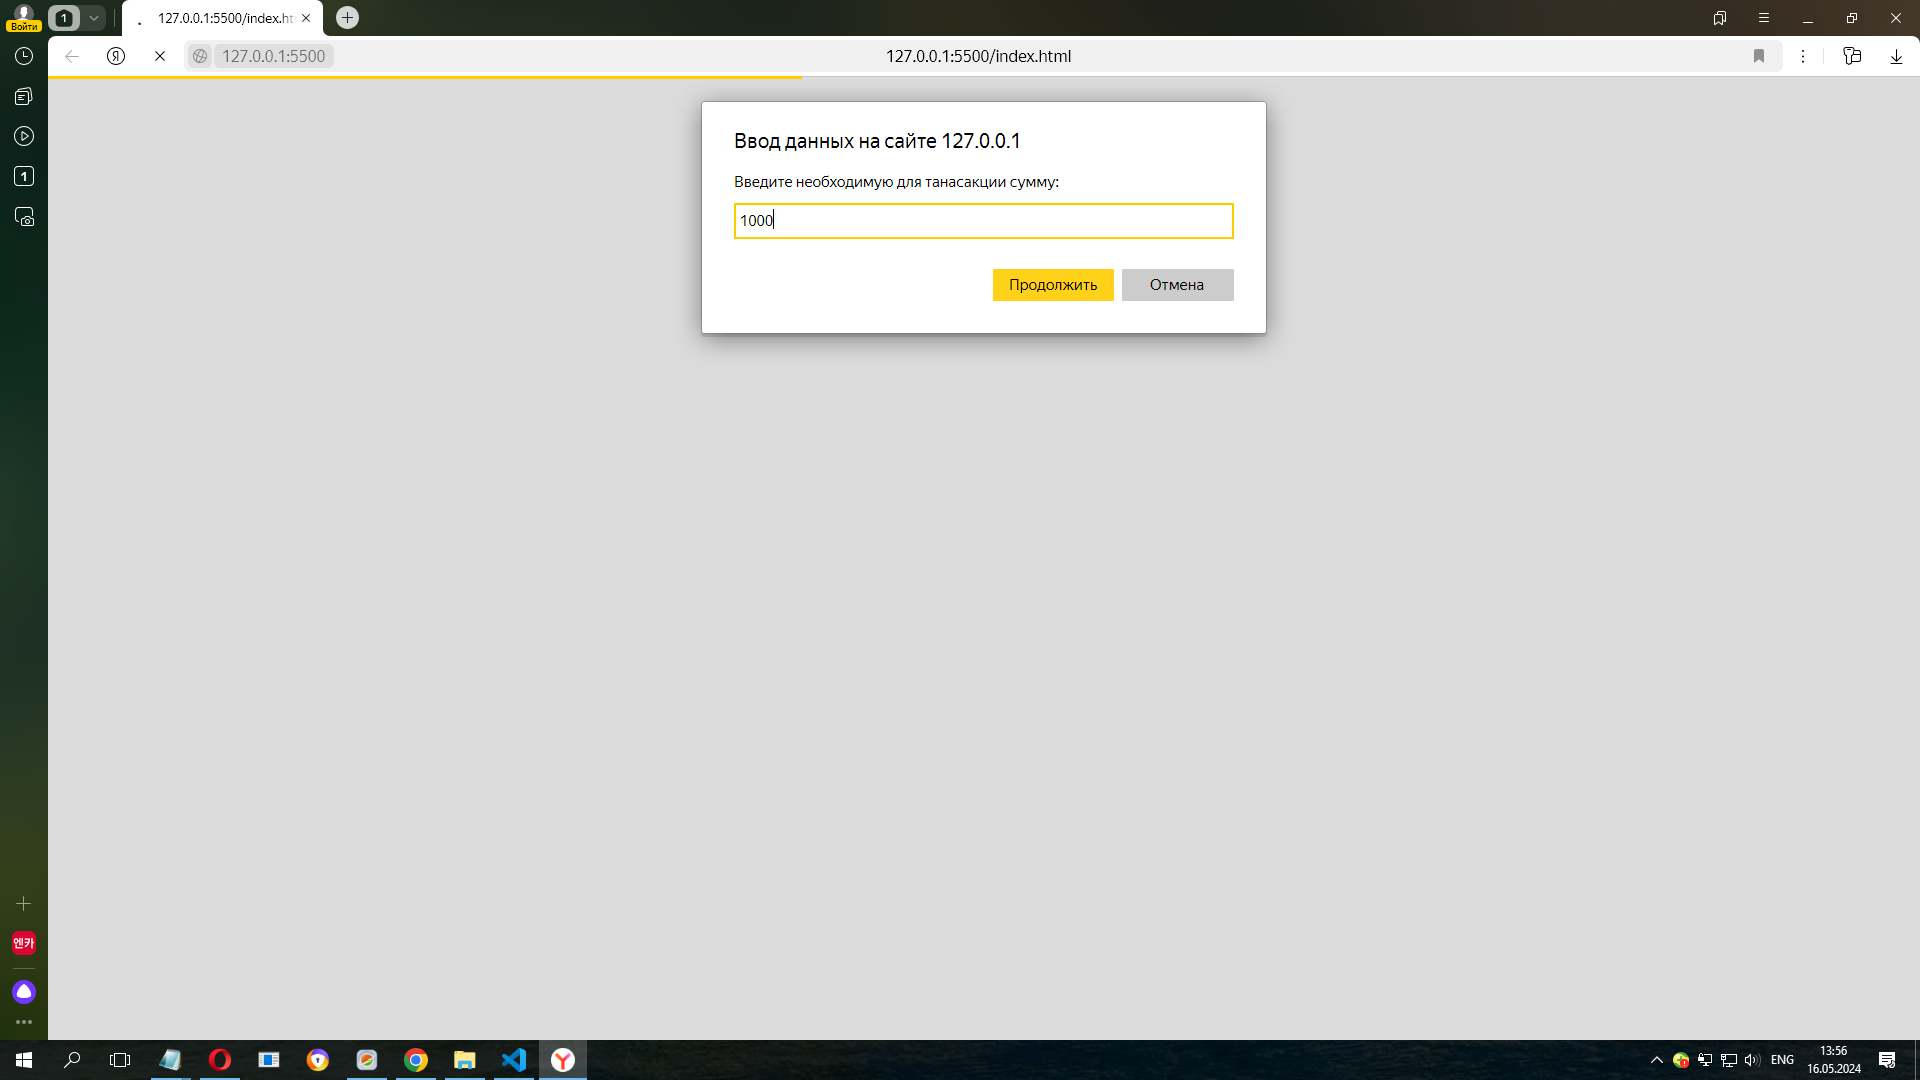 Войти
1
127.0.0.1:5500/index.ht
127.0.0.1:5500
127.0.0.1:5500/index.html
1
Ввод данных на сайте 127.0.0.1
Введите необходимую для танасакции сумму:
1000
Продолжить
Отмена
엔카
ENG
13:56
16.05.2024